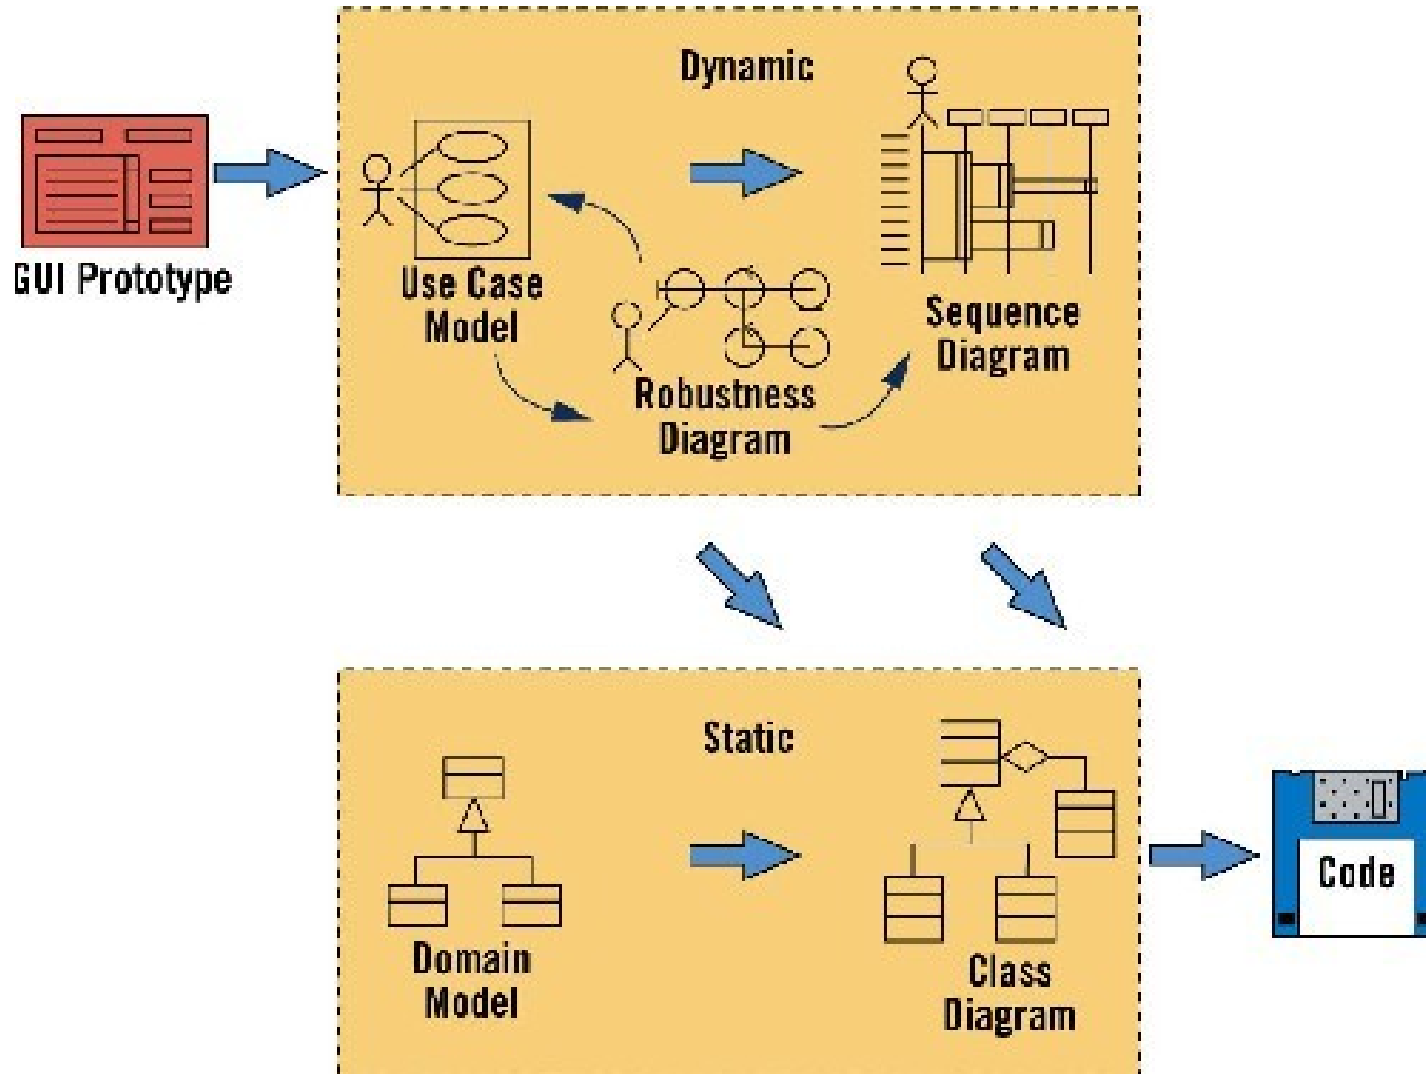 Dynamic
GUI Prototype
Use Case
Model
Sequence
Diagram
Robustness
Diagram
Static
Domain
Model
Class
Diagram
Code